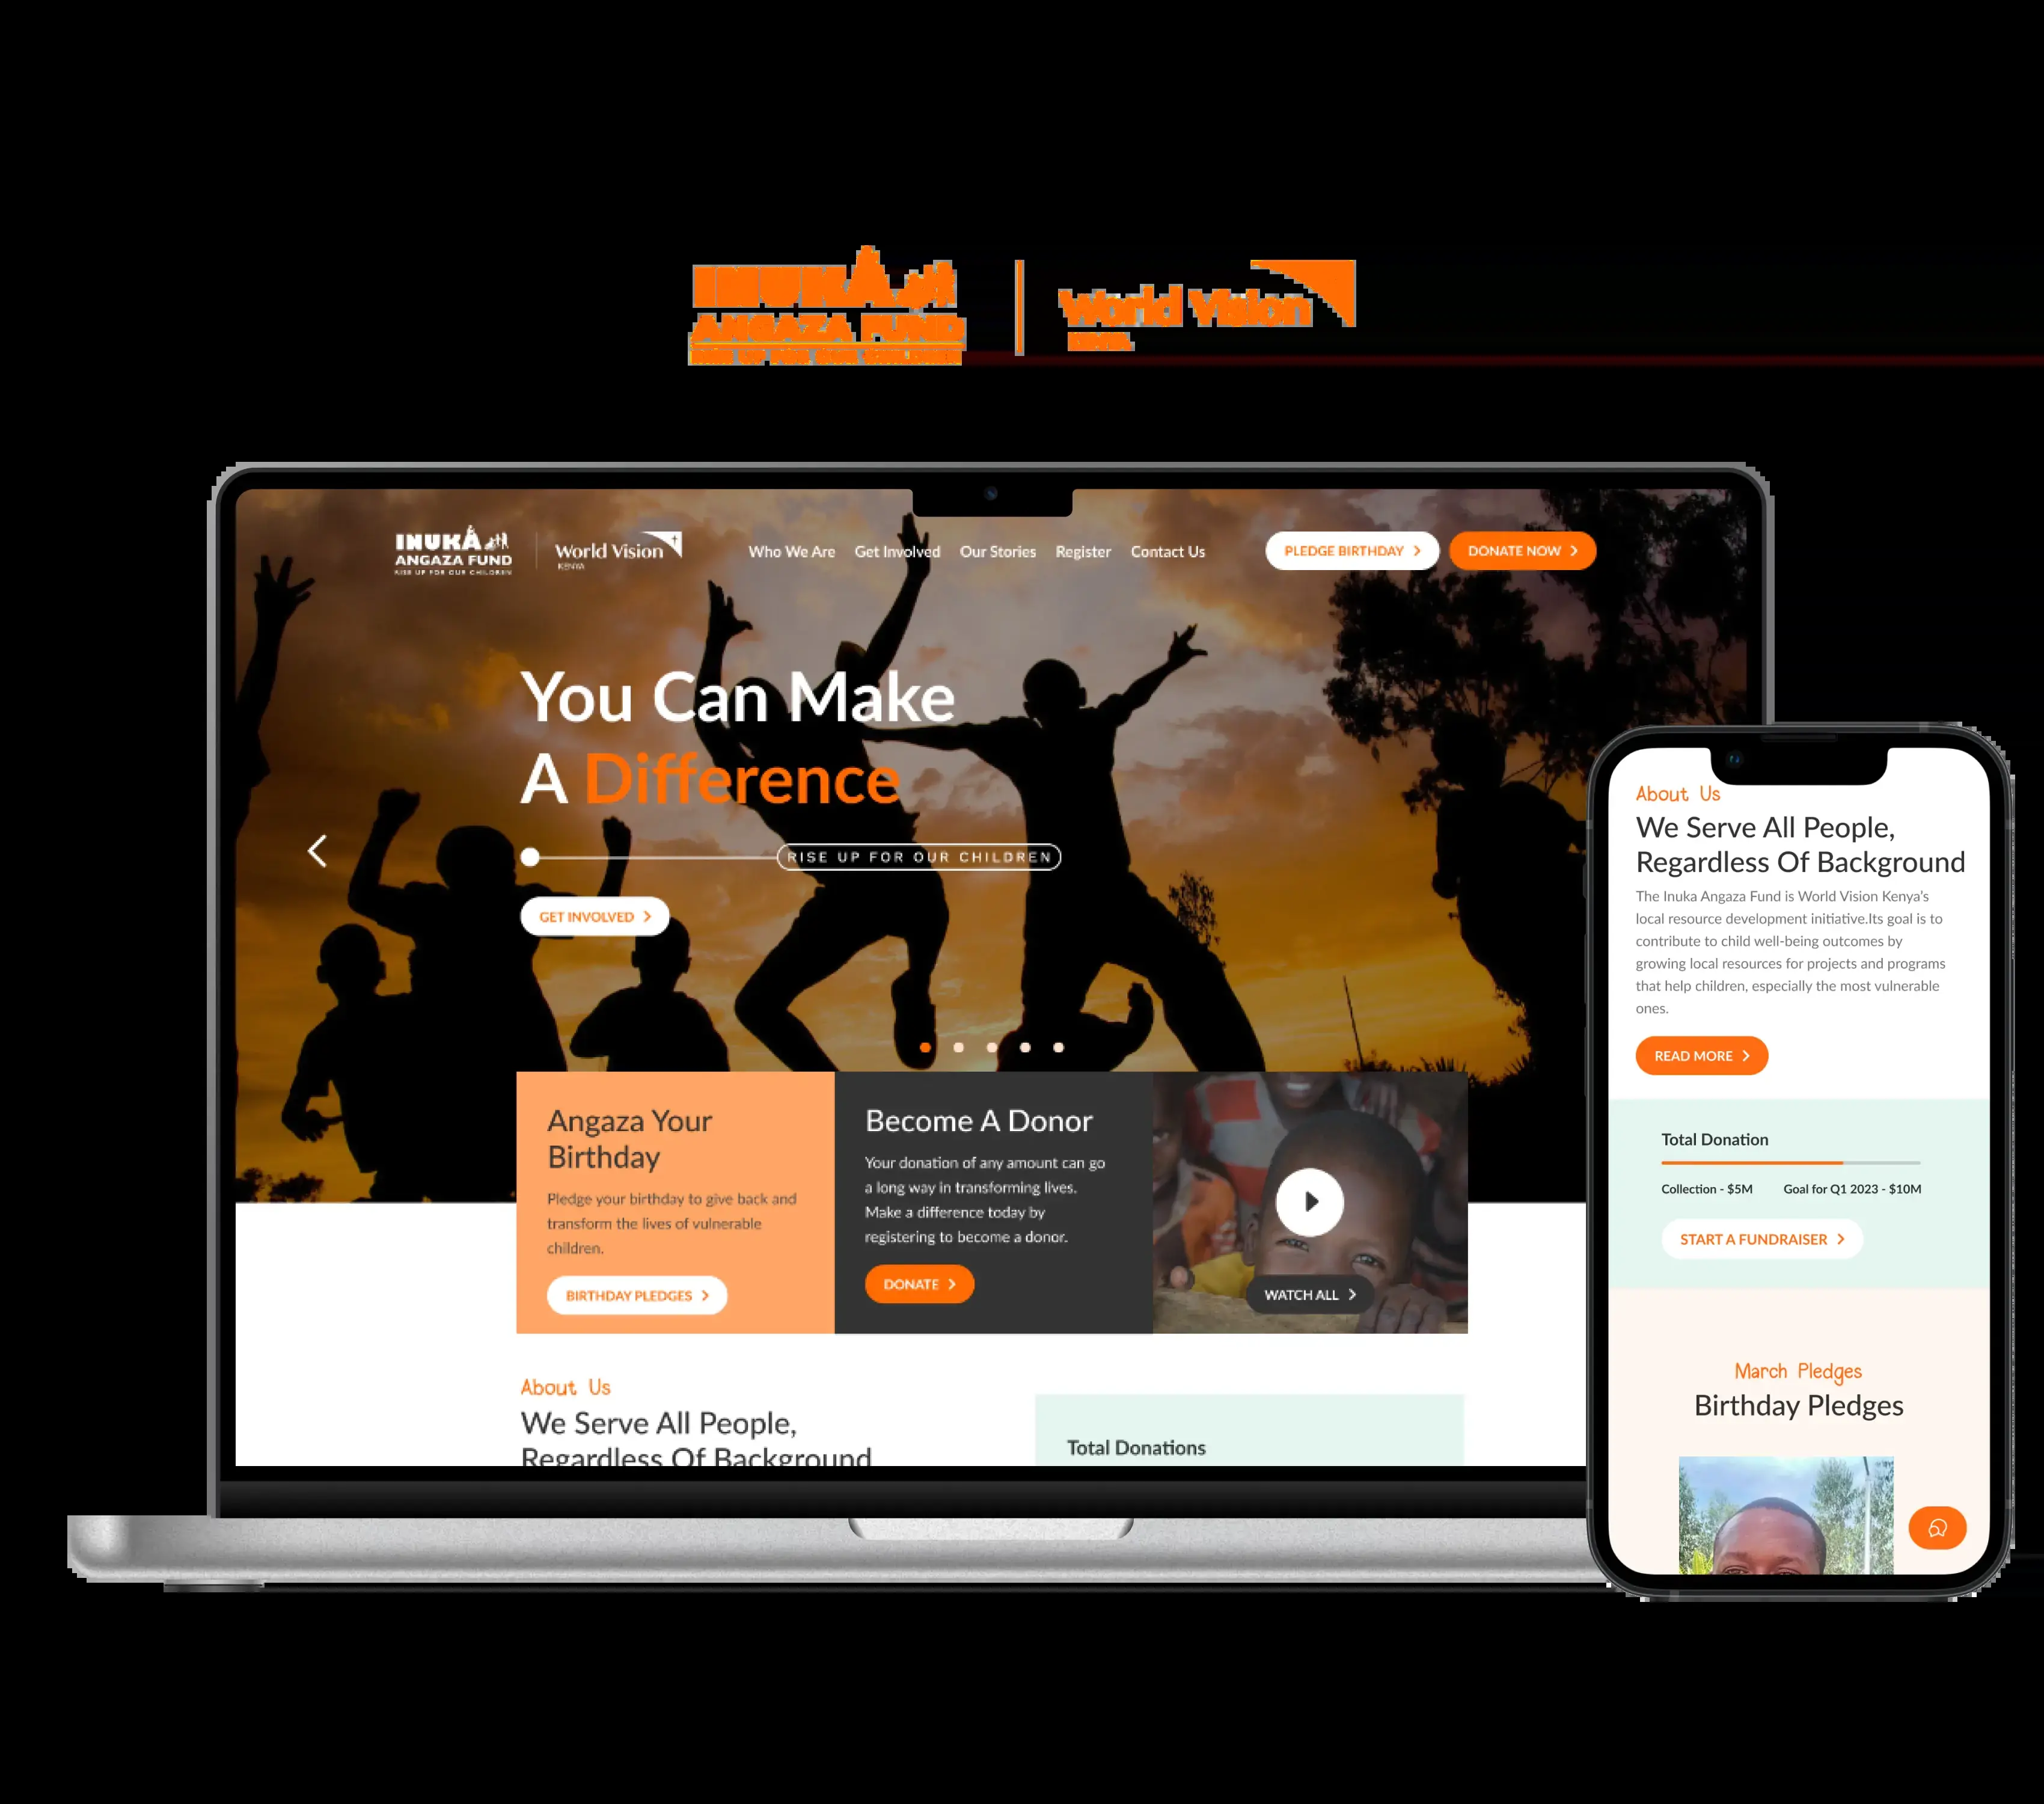 INUKA
ANGAZA FUND
RISE UP FOR OUR CHILDREN
World Vision
KENYA
INUKA
ANGAZA FUND
RISE UP FOR OUR CHILDREN
World Vision
KENYA
Who We Are
Get Involved
Our Stories
Register
Contact Us
PLEDGE BIRTHDAY
DONATE NOW
You Can Make
A Difference
RISE UP FOR OUR CHILDREN
GET INVOLVED
Angaza Your
Birthday
Pledge your birthday to give back and
transform the lives of vulnerable
children.
BIRTHDAY PLEDGES
Become A Donor
Your donation of any amount can go
a long way in transforming lives.
Make a difference today by
registering to become a donor.
DONATE
WATCH ALL
About Us
We Serve All People,
Regardless Of Background
Total Donations
About Us
We Serve All People,
Regardless Of Background
The Inuka Angaza Fund is World Vision Kenya's
local resource development initiative.Its goal is to
contribute to child well-being outcomes by
growing local resources for projects and programs
that help children, especially the most vulnerable
ones.
READ MORE
Total Donation
Collection - $5M
Goal for Q1 2023 - $10M
START A FUNDRAISER
March Pledges
Birthday Pledges